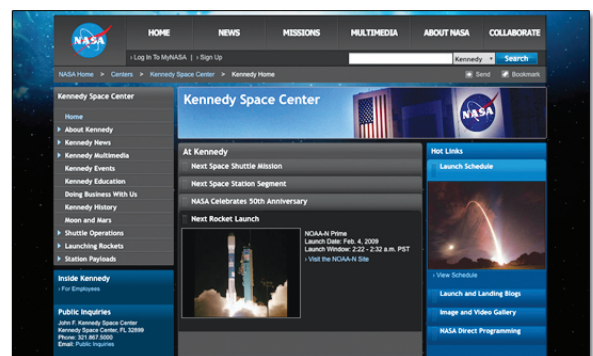 NASA
HOME NEWS MISSIONS MULTIMEDIA ABOUT NASA COLLABORATE
› Log In To MyNASA | › Sign Up
Kennedy Search
NASA Home > Centers > Kennedy Space Center > Kennedy Home
Send Bookmark
Kennedy Space Center
Home
About Kennedy
Kennedy News
Kennedy Multimedia
Kennedy Events
Kennedy Education
Doing Business With Us
Kennedy History
Moon and Mars
Shuttle Operations
Launching Rockets
Station Payloads
Inside Kennedy
› For Employees
Public Inquiries
John F. Kennedy Space Center
Kennedy Space Center, FL 32899
Phone: 321.867.5000
Email: Public Inquiries
Kennedy Space Center
NASA
At Kennedy
Next Space Shuttle Mission
Next Space Station Segment
NASA Celebrates 50th Anniversary
Next Rocket Launch
NOAA-N Prime
Launch Date: Feb. 4, 2009
Launch Window: 2:22 - 2:32 a.m. PST
› Visit the NOAA-N Site
Hot Links
Launch Schedule
› View Schedule
Launch and Landing Blogs
Image and Video Gallery
NASA Direct Programming